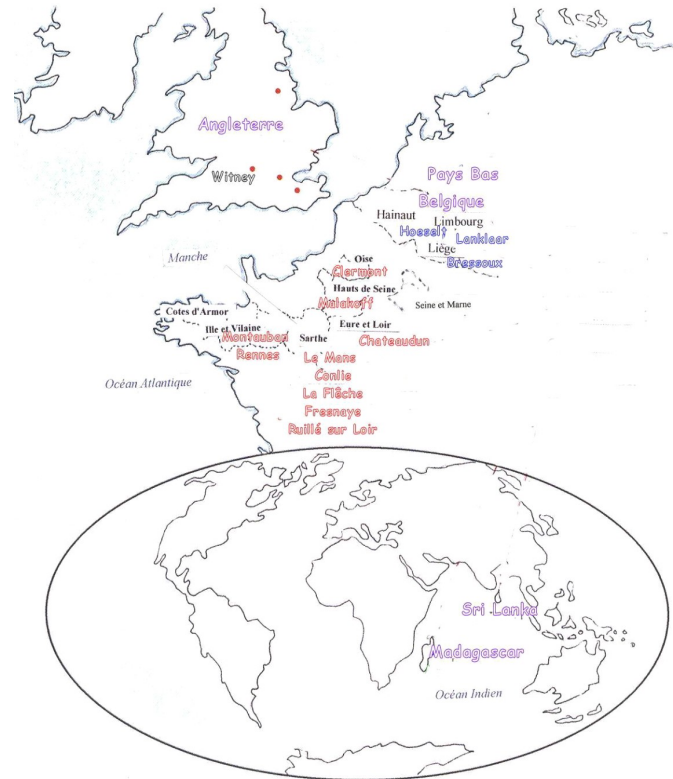 Angleterre
Witney
Pays Bas
Belgique
Hainaut
Limbourg
Hoeselt
Lanklaar
Liège
Bressoux
Manche
Oise
Clermont
Hauts de Seine
Malakoff
Seine et Marne
Cotes d'Armor
Ille et Vilaine
Montauban
Rennes
Eure et Loir
Chateaudun
Sarthe
Le Mans
Conlie
La Flêche
Fresnaye
Ruillé sur Loir
Océan Atlantique
Sri Lanka
Madagascar
Océan Indien